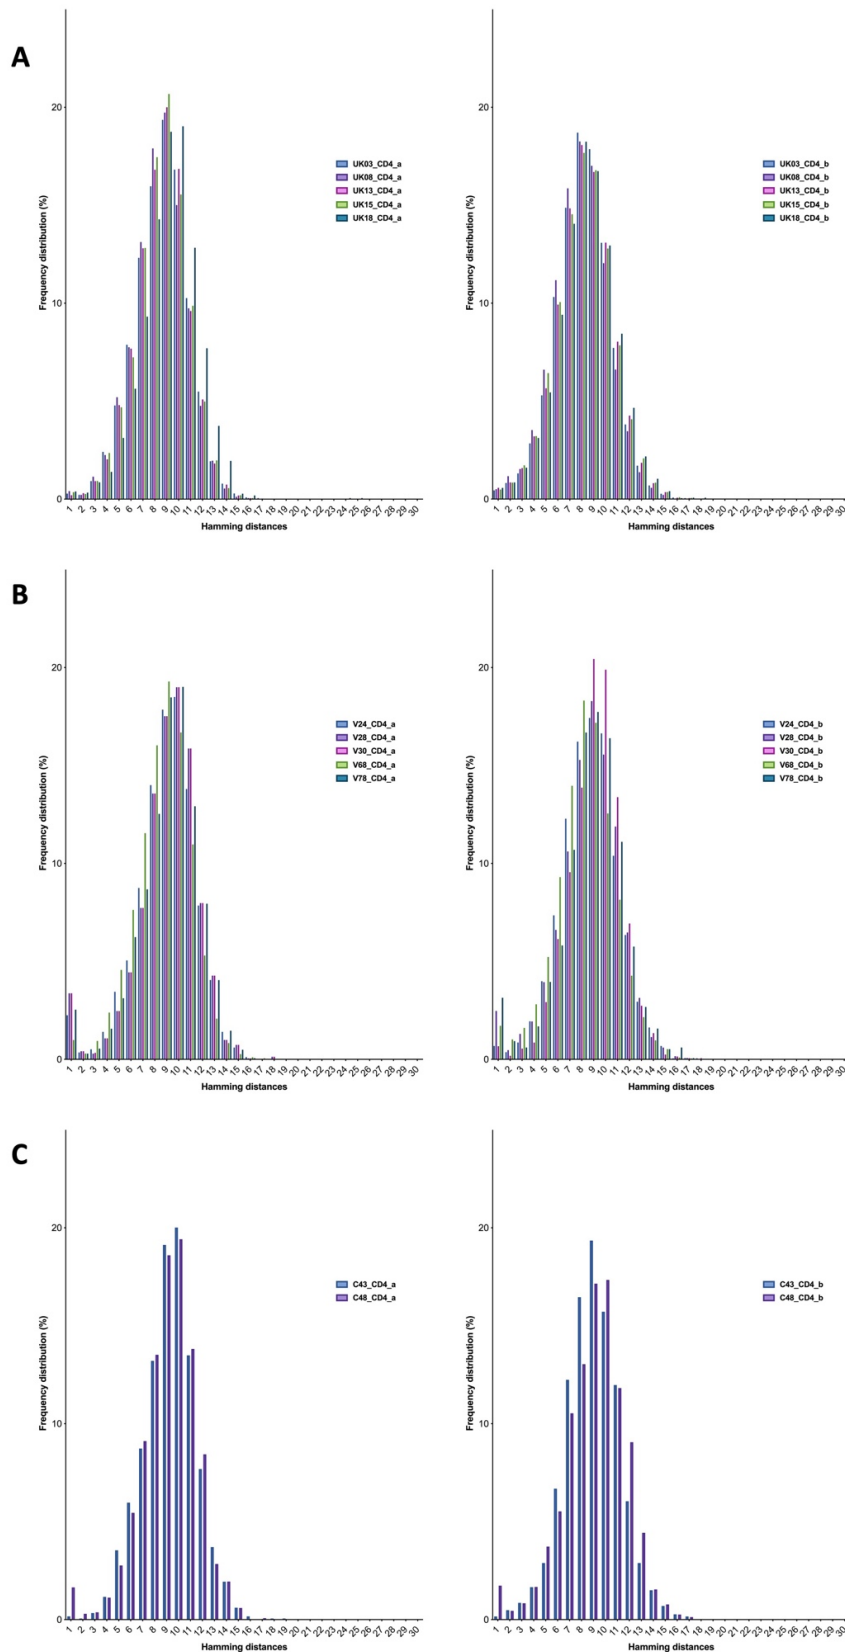 A
Frequency distribution (%)
20
10
0
UK03_CD4_a
UK08_CD4_a
UK13_CD4_a
UK15_CD4_a
UK18_CD4_a
1 2 3 4 5 6 7 8 9 10 11 12 13 14 15 16 17 18 19 20 21 22 23 24 25 26 27 28 29 30
Hamming distances
Frequency distribution (%)
20
10
0
UK03_CD4_b
UK08_CD4_b
UK13_CD4_b
UK15_CD4_b
UK18_CD4_b
1 2 3 4 5 6 7 8 9 10 11 12 13 14 15 16 17 18 19 20 21 22 23 24 25 26 27 28 29 30
Hamming distances
B
Frequency distribution (%)
20
10
0
V24_CD4_a
V28_CD4_a
V30_CD4_a
V68_CD4_a
V78_CD4_a
1 2 3 4 5 6 7 8 9 10 11 12 13 14 15 16 17 18 19 20 21 22 23 24 25 26 27 28 29 30
Hamming distances
Frequency distribution (%)
20
10
0
V24_CD4_b
V28_CD4_b
V30_CD4_b
V68_CD4_b
V78_CD4_b
1 2 3 4 5 6 7 8 9 10 11 12 13 14 15 16 17 18 19 20 21 22 23 24 25 26 27 28 29 30
Hamming distances
C
Frequency distribution (%)
20
10
0
C43_CD4_a
C48_CD4_a
1 2 3 4 5 6 7 8 9 10 11 12 13 14 15 16 17 18 19 20 21 22 23 24 25 26 27 28 29 30
Hamming distances
Frequency distribution (%)
20
10
0
C43_CD4_b
C48_CD4_b
1 2 3 4 5 6 7 8 9 10 11 12 13 14 15 16 17 18 19 20 21 22 23 24 25 26 27 28 29 30
Hamming distances